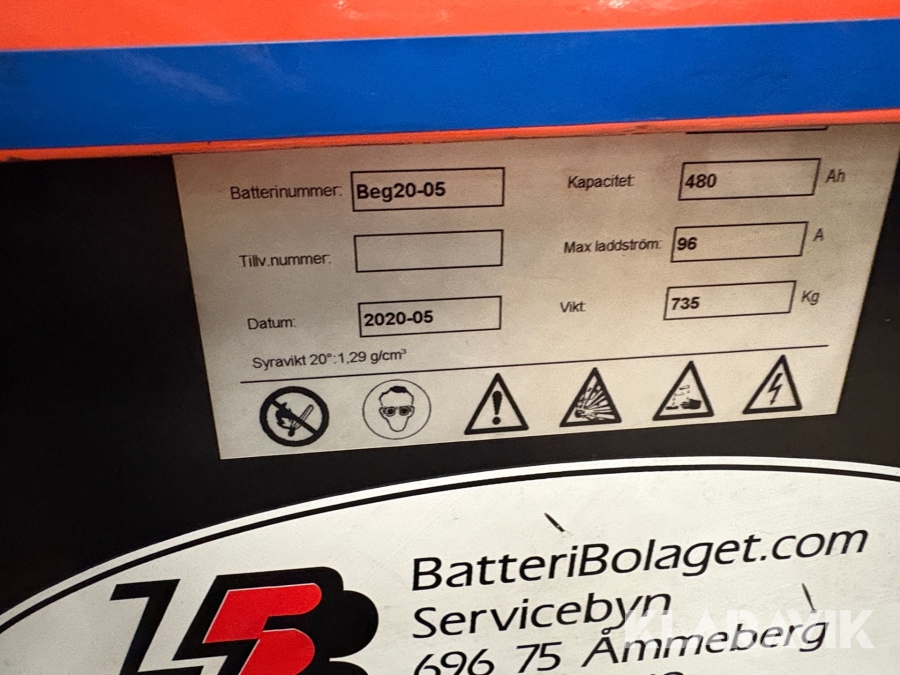 Batterinummer: Beg20-05 Kapacitet: 480 Ah
Tillv.nummer: Max laddström: 96 A
Datum: 2020-05 Vikt: 735 Kg
Syravikt 20°:1,29 g/cm³
BatteriBolaget.com
Servicebyn
696 75 Åmmeberg
KLARAVIK